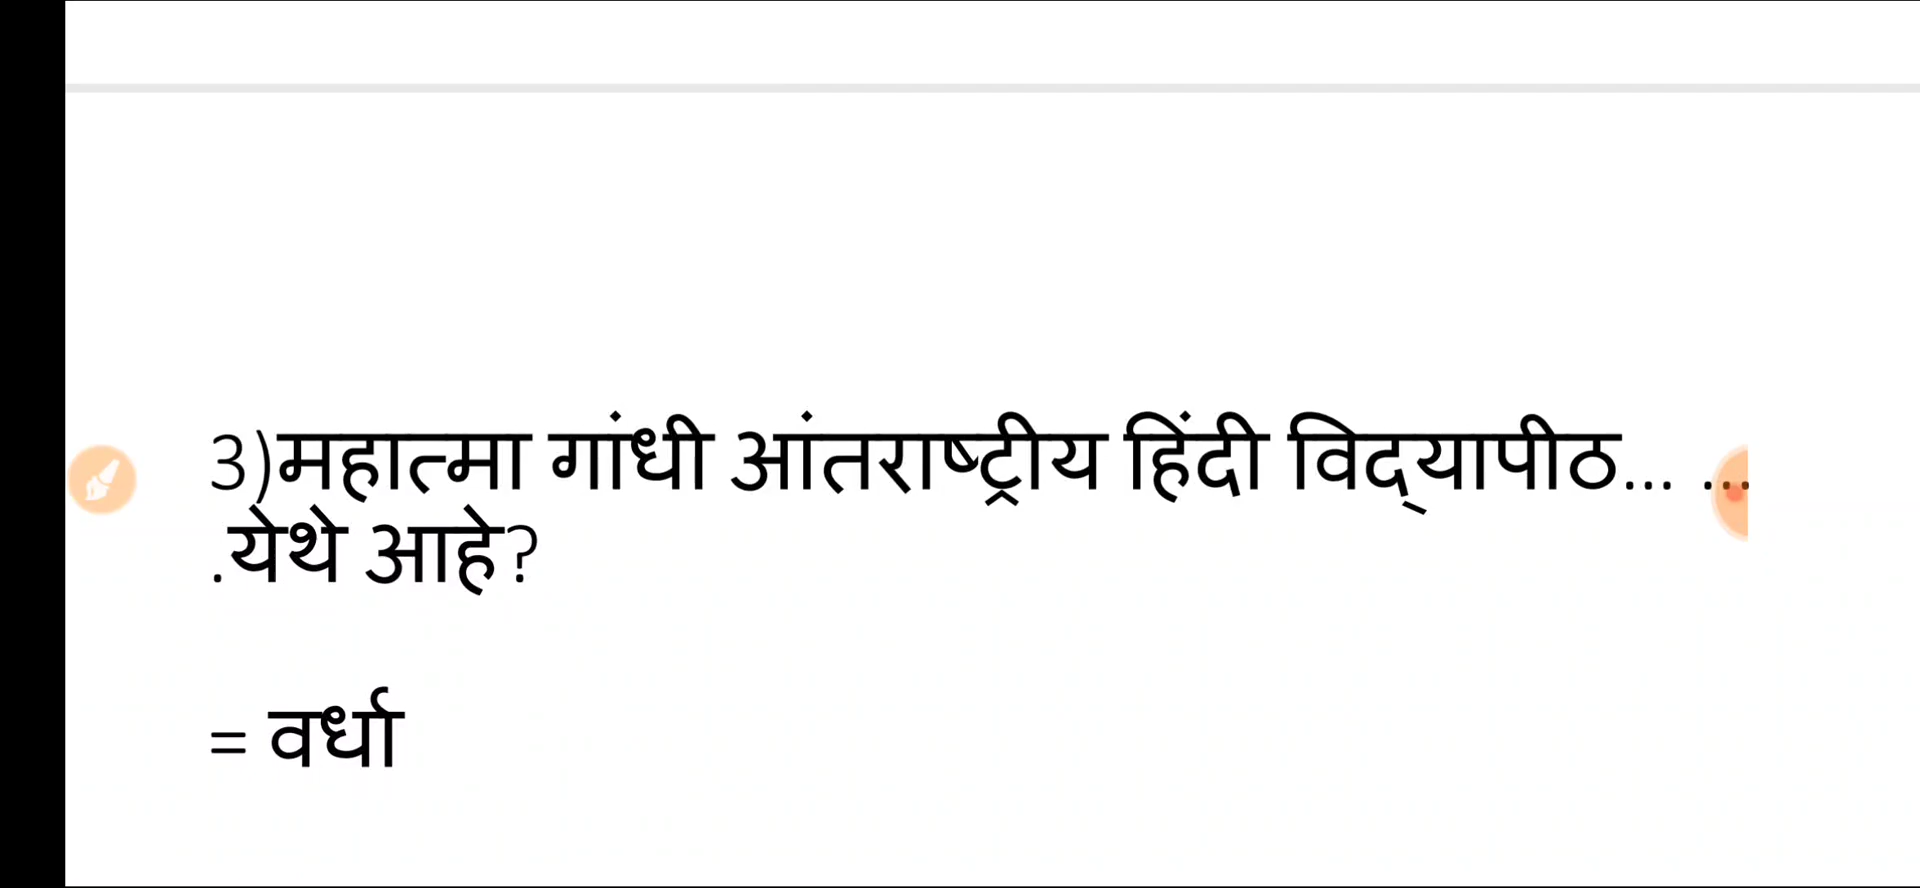 3)महात्मा गांधी आंतराष्ट्रीय हिंदी विद्‌यापीठ... ...
.येथे आहे?
= वर्धा